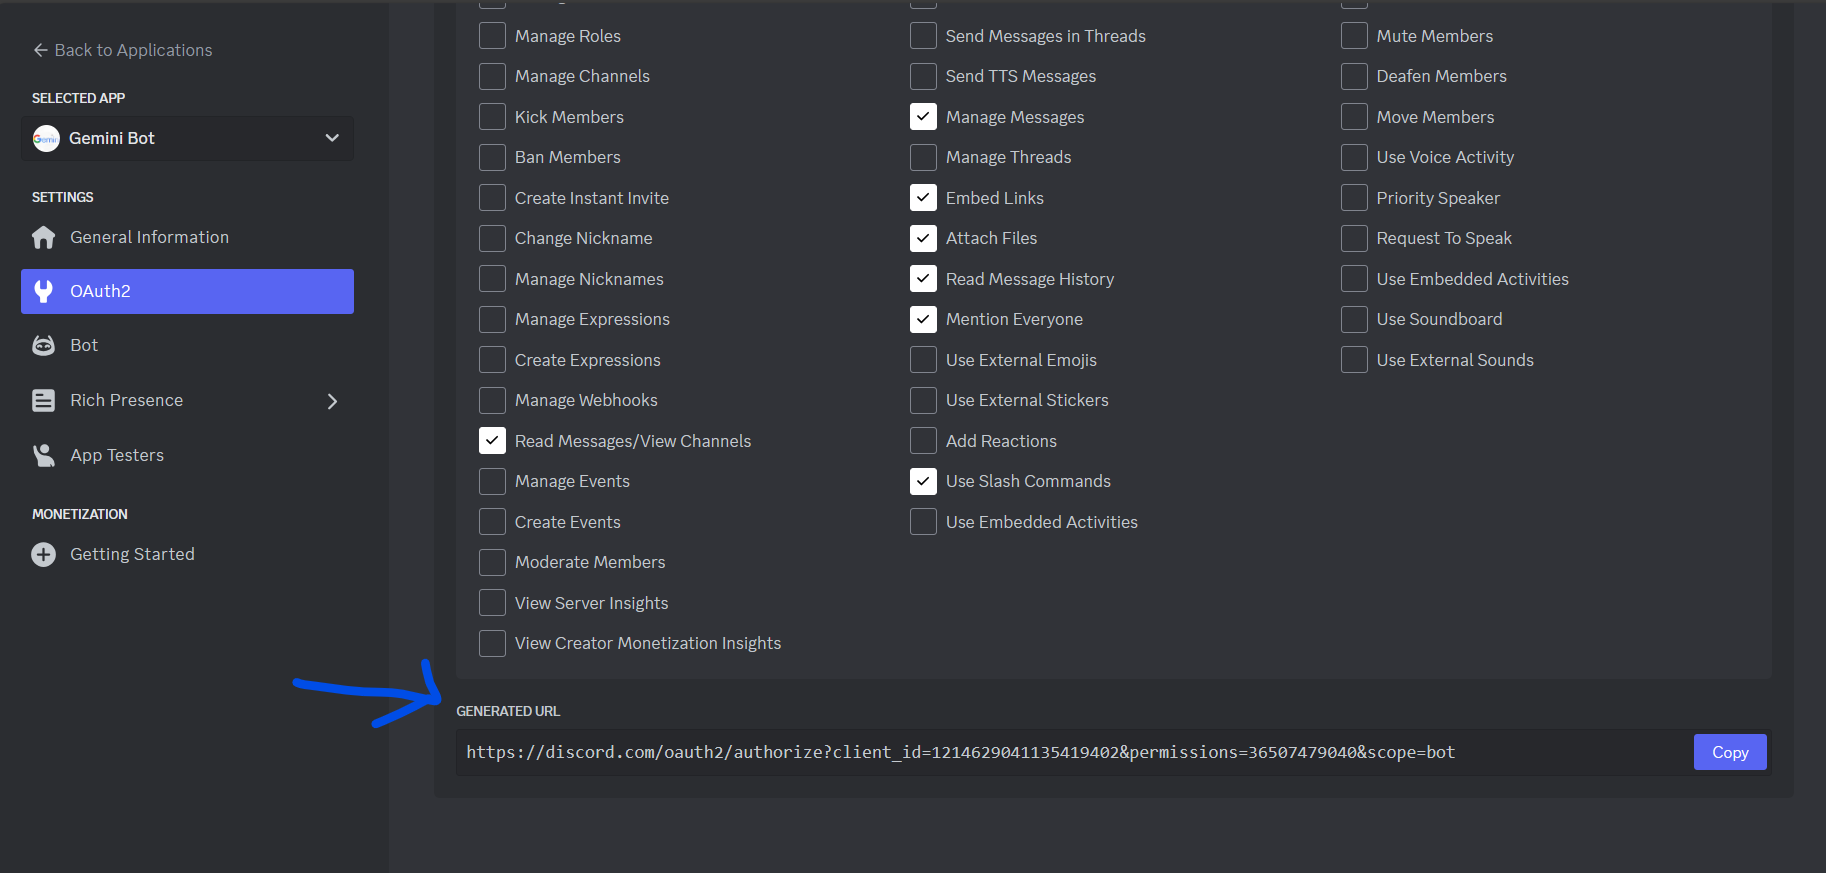 Back to Applications
SELECTED APP
Gemini Bot
SETTINGS
General Information
OAuth2
Bot
Rich Presence
App Testers
MONETIZATION
Getting Started
Manage Roles
Manage Channels
Kick Members
Ban Members
Create Instant Invite
Change Nickname
Manage Nicknames
Manage Expressions
Create Expressions
Manage Webhooks
Read Messages/View Channels
Manage Events
Create Events
Moderate Members
View Server Insights
View Creator Monetization Insights
Send Messages in Threads
Send TTS Messages
Manage Messages
Manage Threads
Embed Links
Attach Files
Read Message History
Mention Everyone
Use External Emojis
Use External Stickers
Add Reactions
Use Slash Commands
Use Embedded Activities
Mute Members
Deafen Members
Move Members
Use Voice Activity
Priority Speaker
Request To Speak
Use Embedded Activities
Use Soundboard
Use External Sounds
GENERATED URL
https://discord.com/oauth2/authorize?client_id=1214629041135419402&permissions=36507479040&scope=bot
Copy